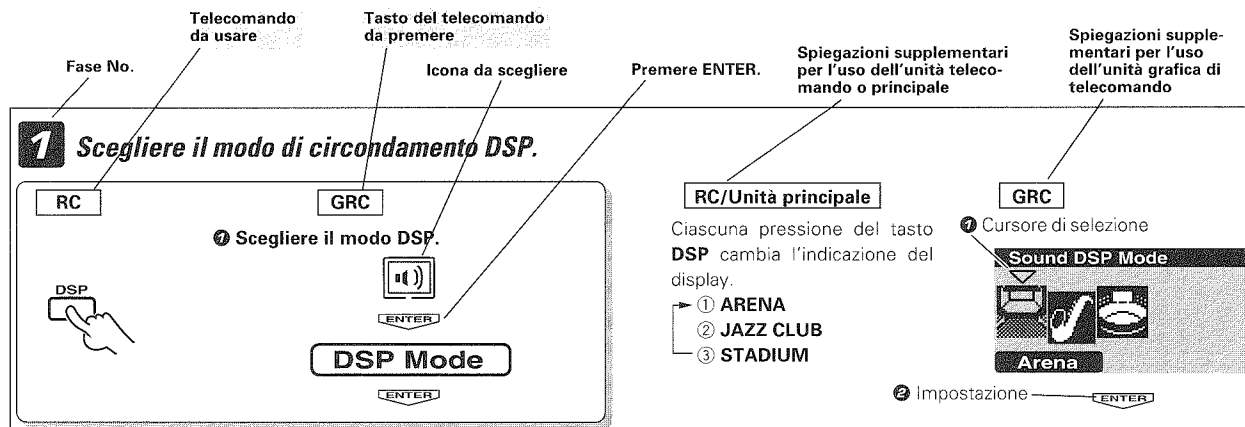 Telecomando
da usare
Tasto del telecomando
da premere
Fase No.
Icona da scegliere
Premere ENTER.
Spiegazioni supplementari
per l'uso dell'unità teleco-
mando o principale
Spiegazioni supple-
mentari per l'uso
dell'unità grafica di
telecomando
1 Scegliere il modo di circondamento DSP.
RC
GRC
❶ Scegliere il modo DSP.
DSP
ENTER
DSP Mode
ENTER
RC/Unità principale
Ciascuna pressione del tasto
DSP cambia l'indicazione del
display.
① ARENA
② JAZZ CLUB
③ STADIUM
GRC
❶ Cursore di selezione
Sound DSP Mode
Arena
❷ Impostazione
ENTER